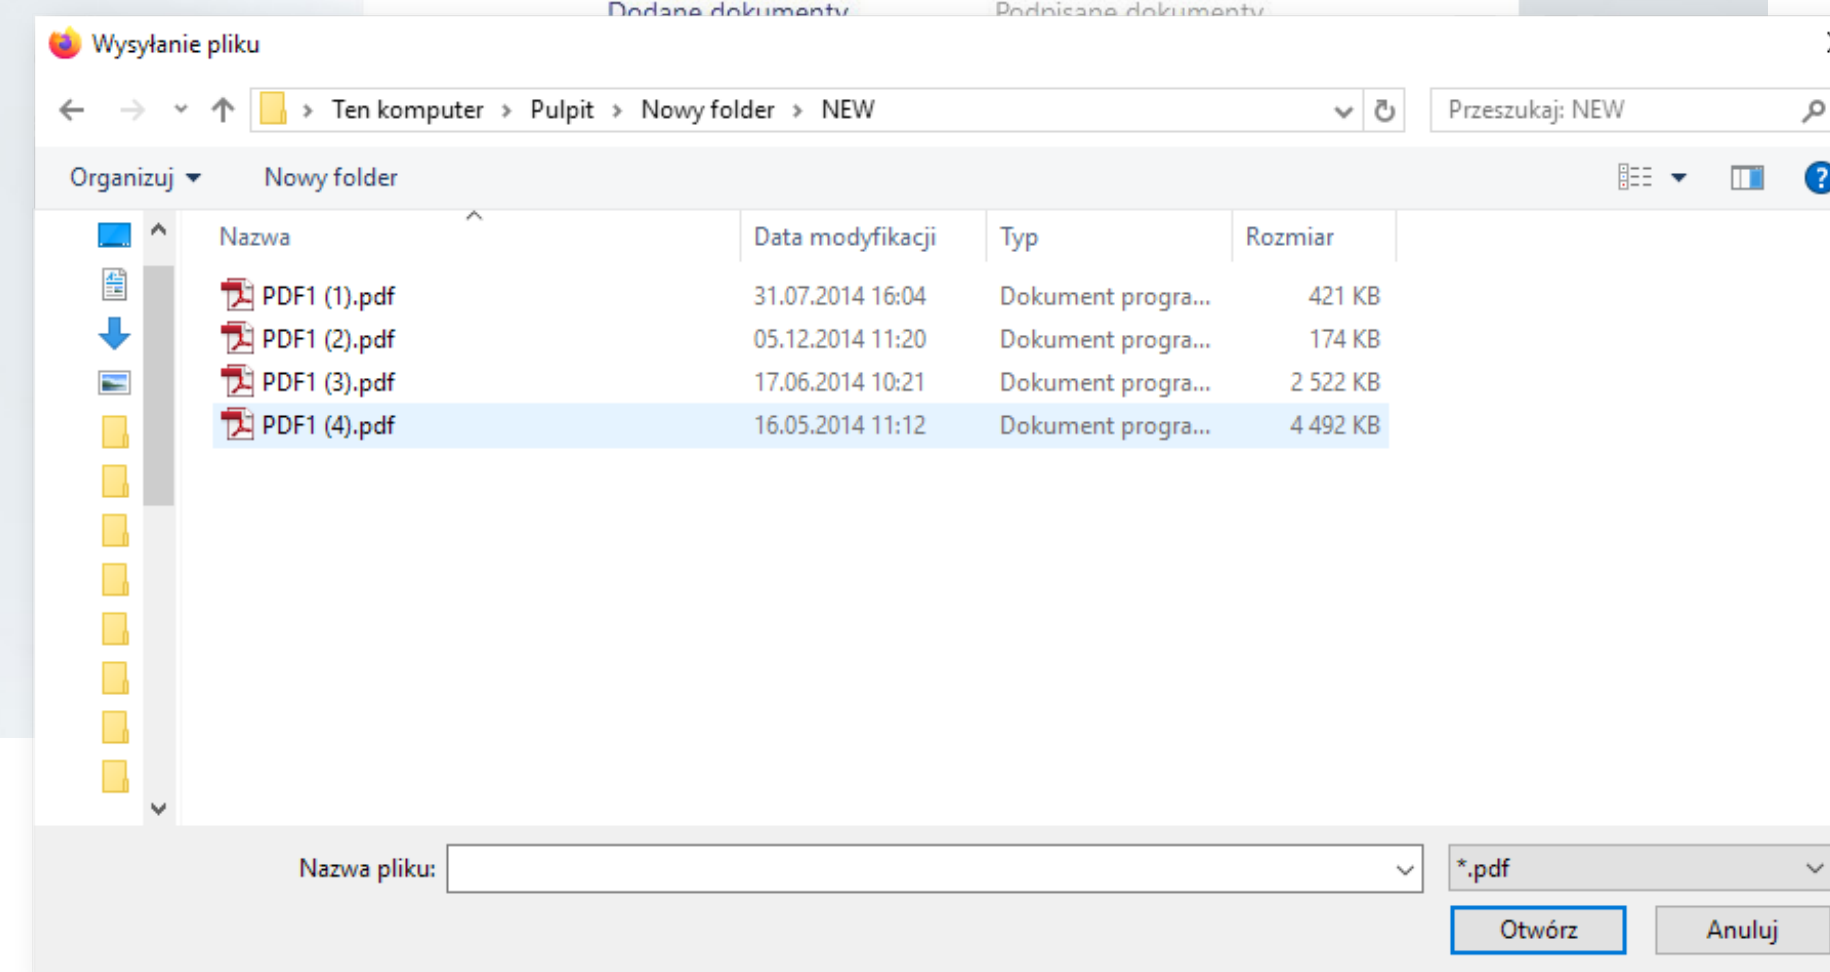 Dodane dokumenty Podpisane dokumenty
Wysyłanie pliku
Ten komputer > Pulpit > Nowy folder > NEW
Przeszukaj: NEW
Organizuj Nowy folder
Nazwa Data modyfikacji Typ Rozmiar
PDF1 (1).pdf 31.07.2014 16:04 Dokument progra... 421 KB
PDF1 (2).pdf 05.12.2014 11:20 Dokument progra... 174 KB
PDF1 (3).pdf 17.06.2014 10:21 Dokument progra... 2 522 KB
PDF1 (4).pdf 16.05.2014 11:12 Dokument progra... 4 492 KB
Nazwa pliku: *.pdf
Otwórz Anuluj